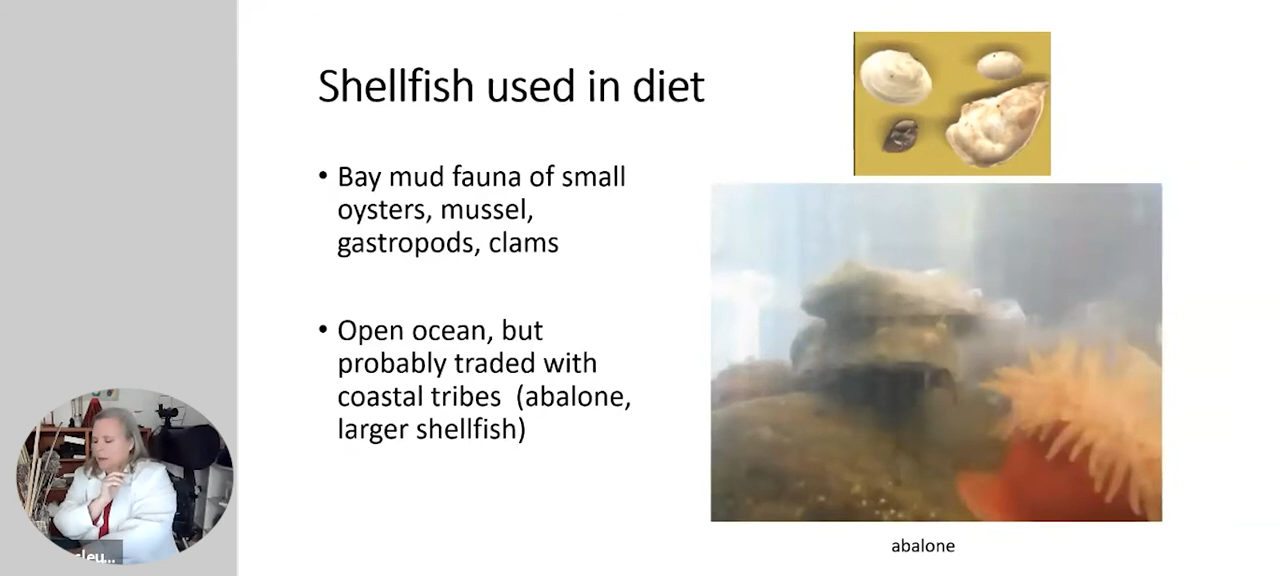 Shellfish used in diet
• Bay mud fauna of small
oysters, mussel,
gastropods, clams
• Open ocean, but
probably traded with
coastal tribes (abalone,
larger shellfish)
abalone